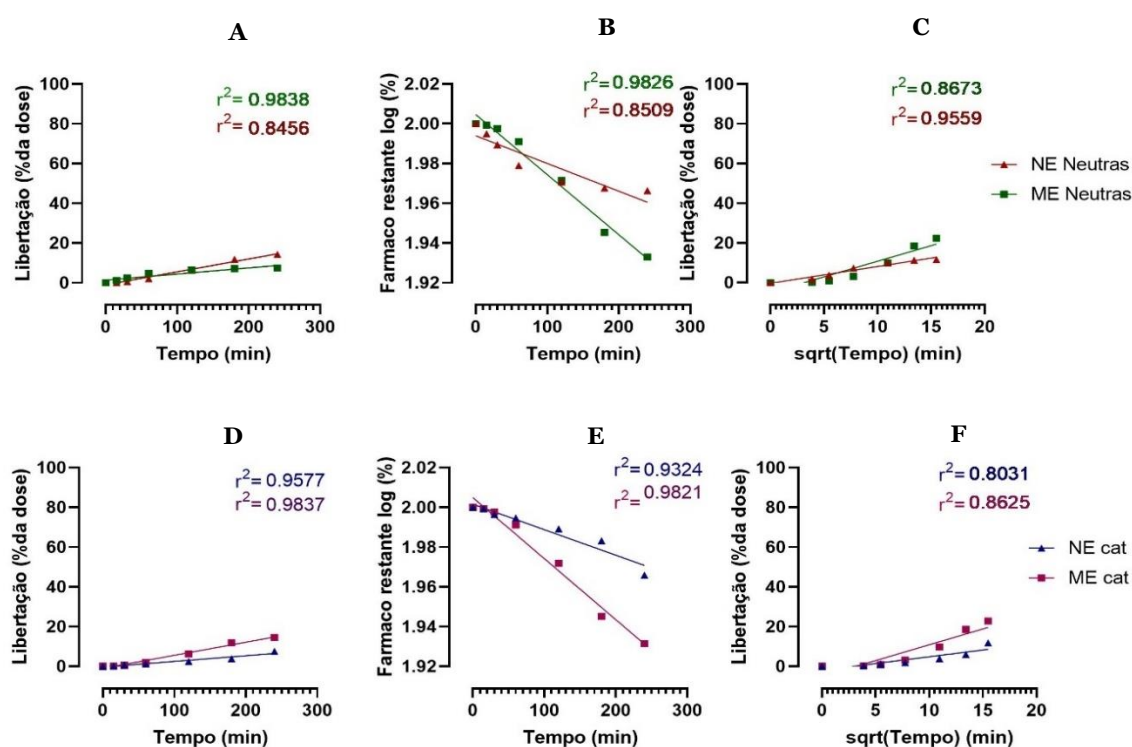 A
Libertação (%da dose)
100
80
60
40
20
0
r²= 0.9838
r²= 0.8456
0 100 200 300
Tempo (min)
B
Farmaco restante log (%)
2.02
2.00
1.98
1.96
1.94
1.92
r²= 0.9826
r²= 0.8509
0 100 200 300
Tempo (min)
C
Libertação (%da dose)
100
80
60
40
20
0
r²= 0.8673
r²= 0.9559
0 5 10 15 20
sqrt(Tempo) (min)
NE Neutras
ME Neutras
D
Libertação (%da dose)
100
80
60
40
20
0
r²= 0.9577
r²= 0.9837
0 100 200 300
Tempo (min)
E
Farmaco restante log (%)
2.02
2.00
1.98
1.96
1.94
1.92
r²= 0.9324
r²= 0.9821
0 100 200 300
Tempo (min)
F
Libertação (%da dose)
100
80
60
40
20
0
r²= 0.8031
r²= 0.8625
0 5 10 15 20
sqrt(Tempo) (min)
NE cat
ME cat